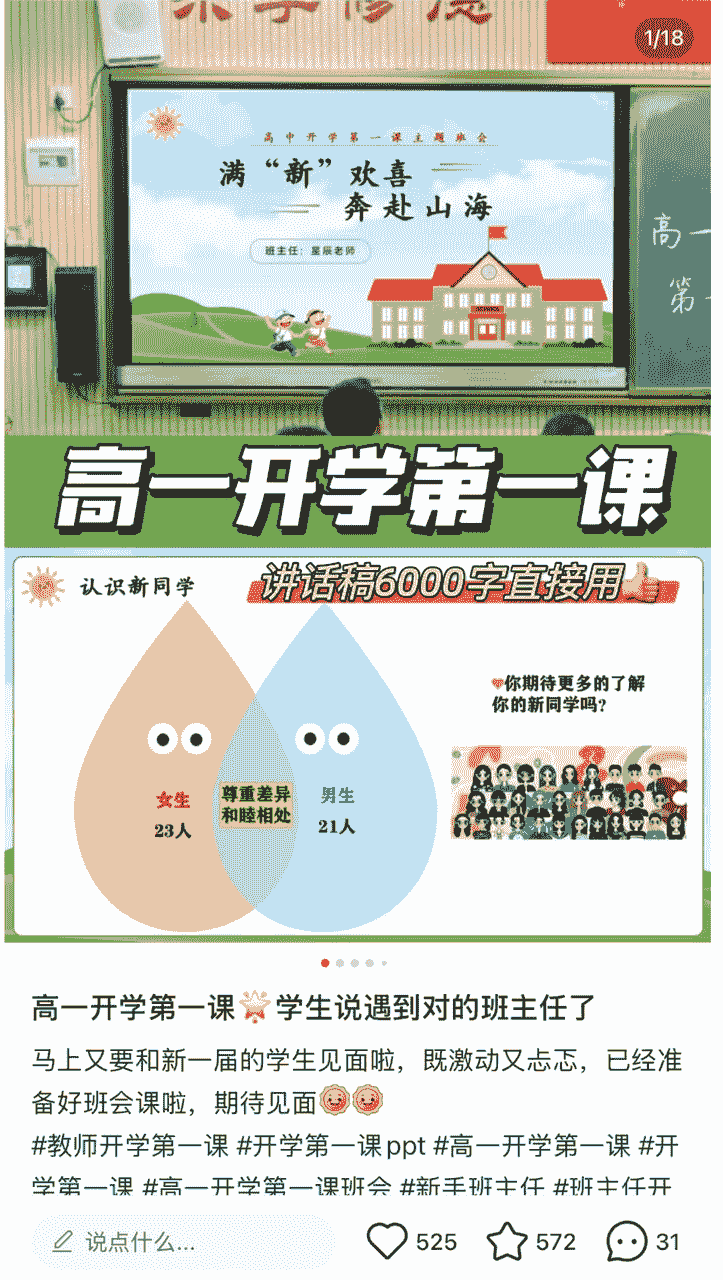 1/18
高中开学第一课主题班会
满“新”欢喜
奔赴山海
班主任：星辰老师
SCHOOL
高一
第一
高一开学第一课
认识新同学
讲话稿6000字直接用👍
你期待更多的了解
你的新同学吗？
女生
23人
尊重差异
和睦相处
男生
21人
高一开学第一课🌟学生说遇到对的班主任了
马上又要和新一届的学生见面啦，既激动又忐忑，已经准
备好班会课啦，期待见面
#教师开学第一课 #开学第一课ppt #高一开学第一课 #开
学第一课 #高一开学第一课班会 #新手班主任 #班主任开
说点什么...
525
572
31